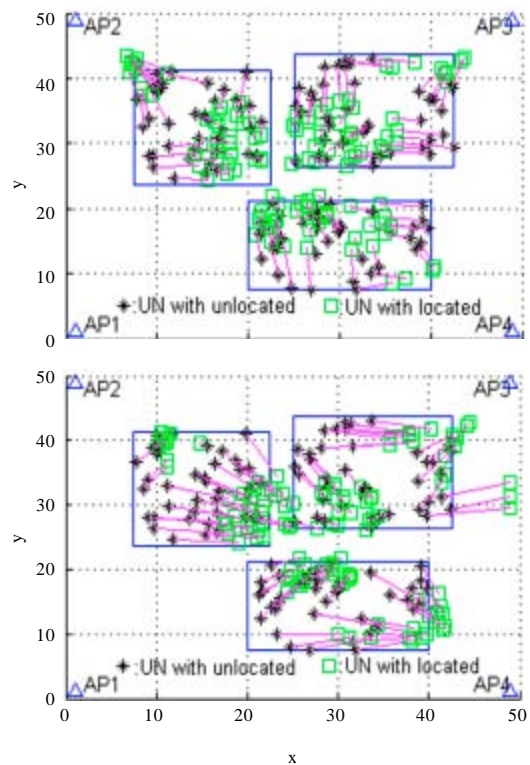 50
AP2
AP3
40
30
y
20
10
:UN with unlocated
:UN with located
AP1
AP4
0
50
AP2
AP3
40
30
y
20
10
:UN with unlocated
:UN with located
AP1
AP4
0
0
10
20
30
40
50
x